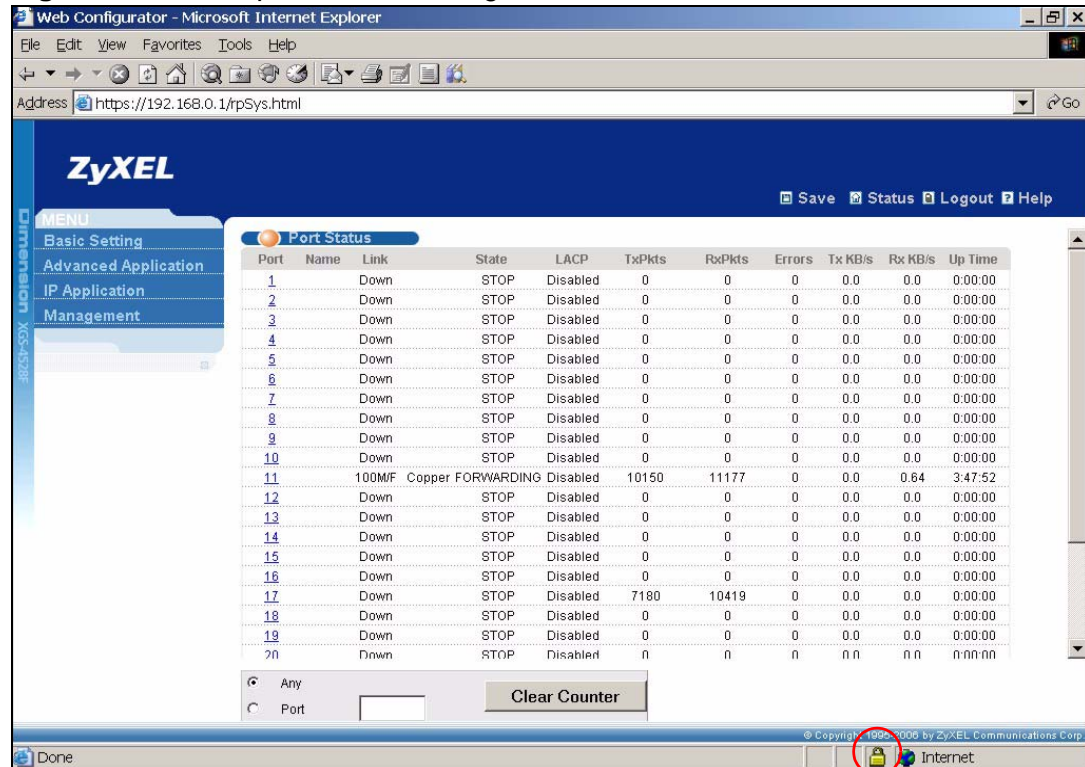 Web Configurator - Microsoft Internet Explorer
File Edit View Favorites Tools Help
Address https://192.168.0.1/rpSys.html Go
ZyXEL
Save Status Logout Help
MENU
Basic Setting
Advanced Application
IP Application
Management
Dimension XGS-4528F
Port Status
Port Name Link State LACP TxPkts RxPkts Errors Tx KB/s Rx KB/s Up Time
1 Down STOP Disabled 0 0 0 0.0 0.0 0:00:00
2 Down STOP Disabled 0 0 0 0.0 0.0 0:00:00
3 Down STOP Disabled 0 0 0 0.0 0.0 0:00:00
4 Down STOP Disabled 0 0 0 0.0 0.0 0:00:00
5 Down STOP Disabled 0 0 0 0.0 0.0 0:00:00
6 Down STOP Disabled 0 0 0 0.0 0.0 0:00:00
7 Down STOP Disabled 0 0 0 0.0 0.0 0:00:00
8 Down STOP Disabled 0 0 0 0.0 0.0 0:00:00
9 Down STOP Disabled 0 0 0 0.0 0.0 0:00:00
10 Down STOP Disabled 0 0 0 0.0 0.0 0:00:00
11 100M/F Copper FORWARDING Disabled 10150 11177 0 0.0 0.64 3:47:52
12 Down STOP Disabled 0 0 0 0.0 0.0 0:00:00
13 Down STOP Disabled 0 0 0 0.0 0.0 0:00:00
14 Down STOP Disabled 0 0 0 0.0 0.0 0:00:00
15 Down STOP Disabled 0 0 0 0.0 0.0 0:00:00
16 Down STOP Disabled 0 0 0 0.0 0.0 0:00:00
17 Down STOP Disabled 7180 10419 0 0.0 0.0 0:00:00
18 Down STOP Disabled 0 0 0 0.0 0.0 0:00:00
19 Down STOP Disabled 0 0 0 0.0 0.0 0:00:00
20 Down STOP Disabled 0 0 0 0.0 0.0 0:00:00
Any
Port
Clear Counter
© Copyright 1995-2006 by ZyXEL Communications Corp.
Done Internet